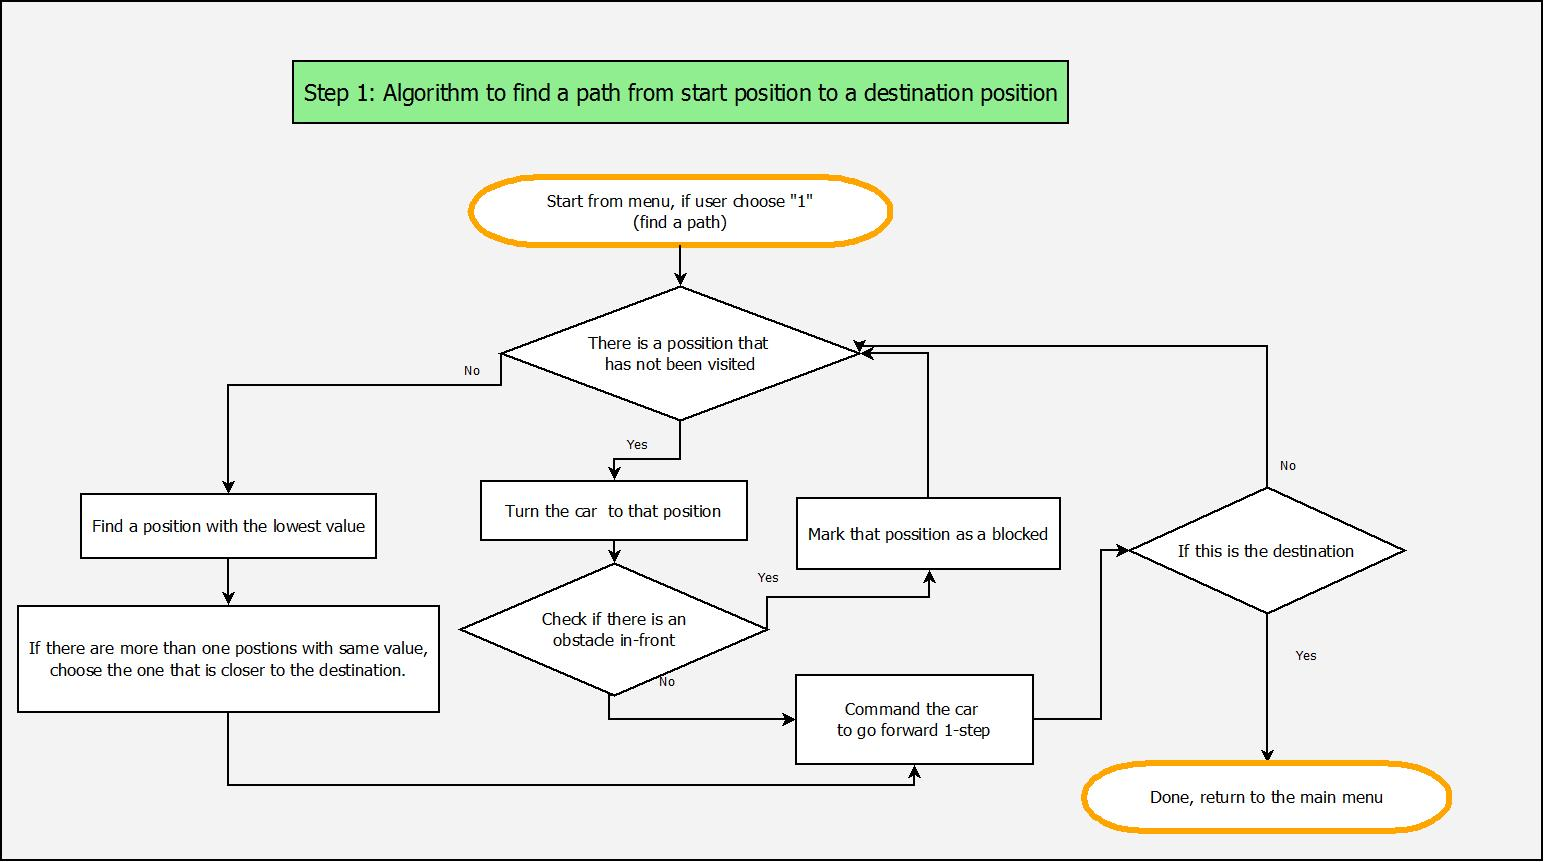 Step 1: Algorithm to find a path from start position to a destination position
Start from menu, if user choose "1"
(find a path)
There is a possition that
has not been visited
No
Yes
No
Find a position with the lowest value
Turn the car  to that position
Mark that possition as a blocked
If this is the destination
Yes
Check if there is an
obstacle in-front
No
If there are more than one postions with same value,
choose the one that is closer to the destination.
Yes
Command the car
to go forward 1-step
Done, return to the main menu